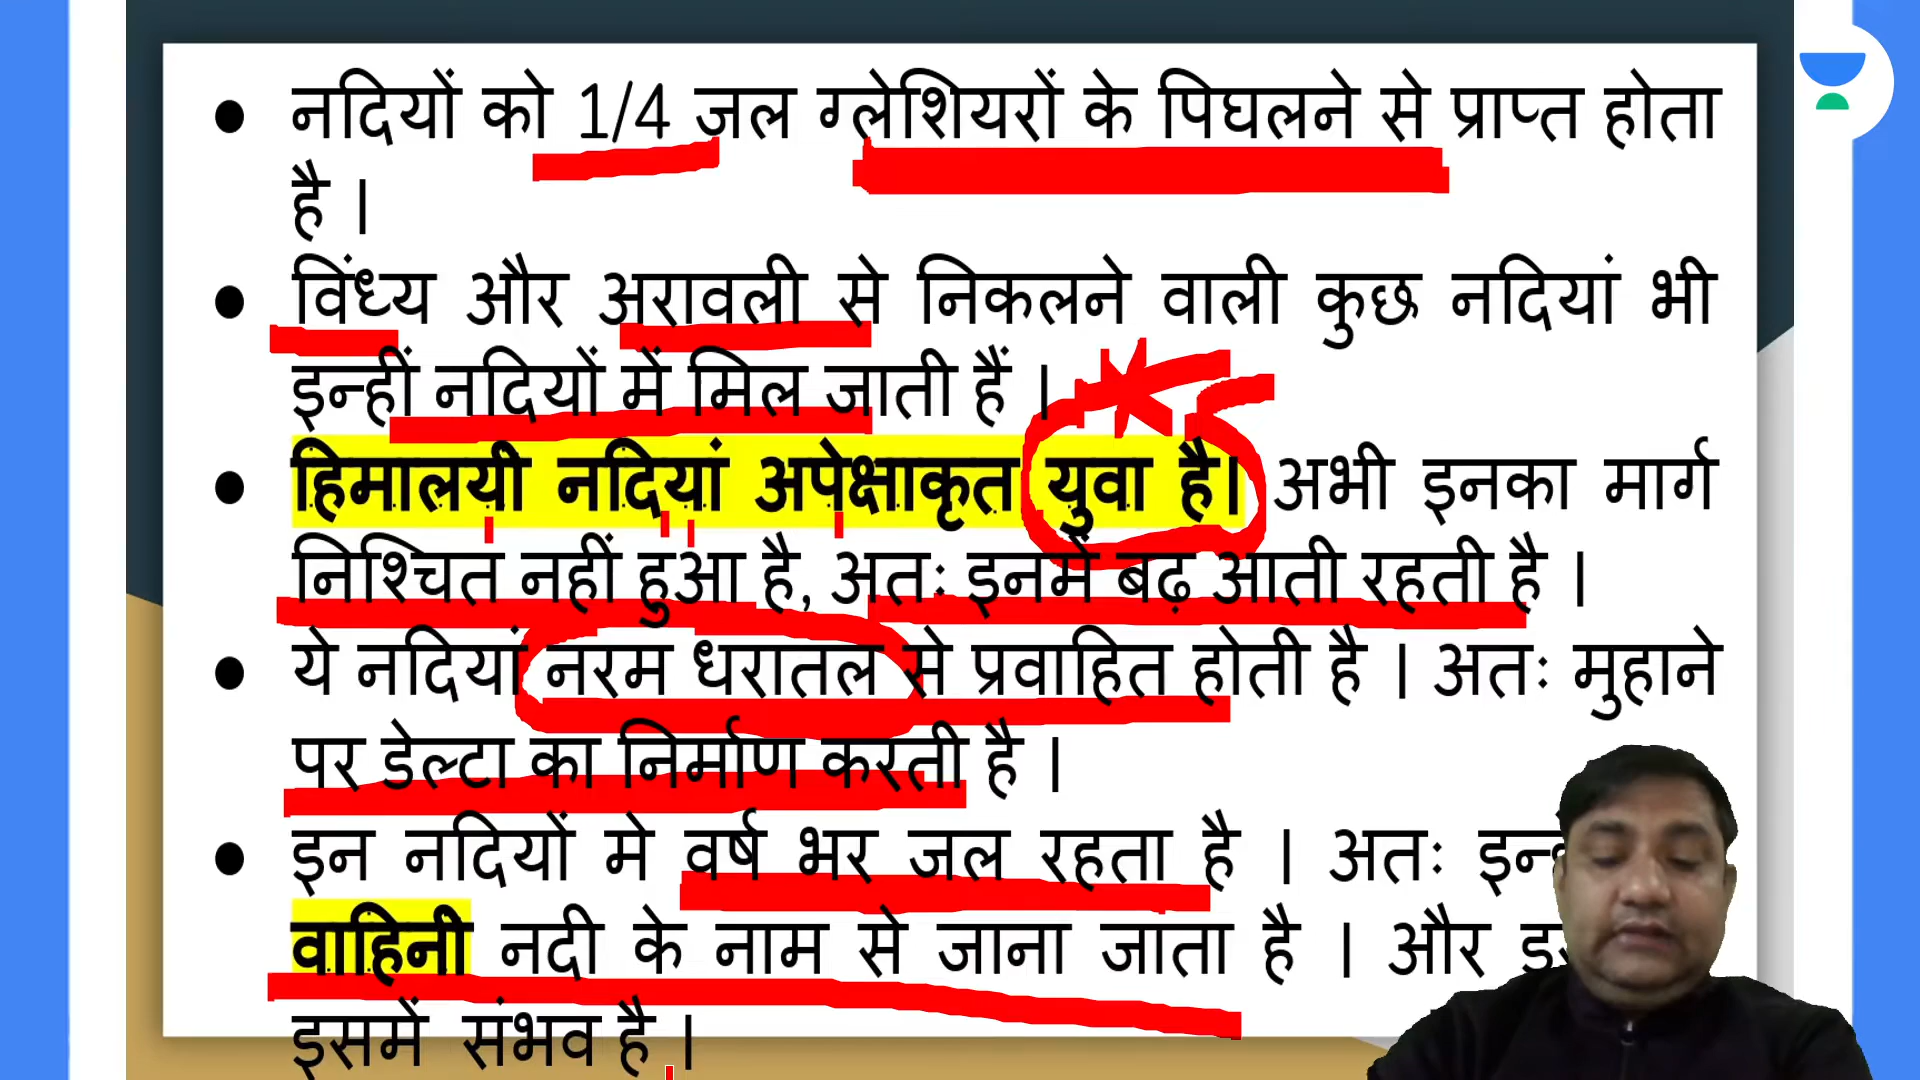 ● नदियों को 1/4 जल ग्लेशियरों के पिघलने से प्राप्त होता
है ।
● विंध्य और अरावली से निकलने वाली कुछ नदियां भी
इन्हीं नदियों में मिल जाती हैं ।
● हिमालयी नदियां अपेक्षाकृत युवा है। अभी इनका मार्ग
निश्चित नहीं हुआ है, अतः इनमें बढ़ आती रहती है ।
● ये नदियां नरम धरातल से प्रवाहित होती है । अतः मुहाने
पर डेल्टा का निर्माण करती है ।
● इन नदियों मे वर्ष भर जल रहता है । अतः
वाहिनी नदी के नाम से जाना जाता है । और
इसमें संभव है ।